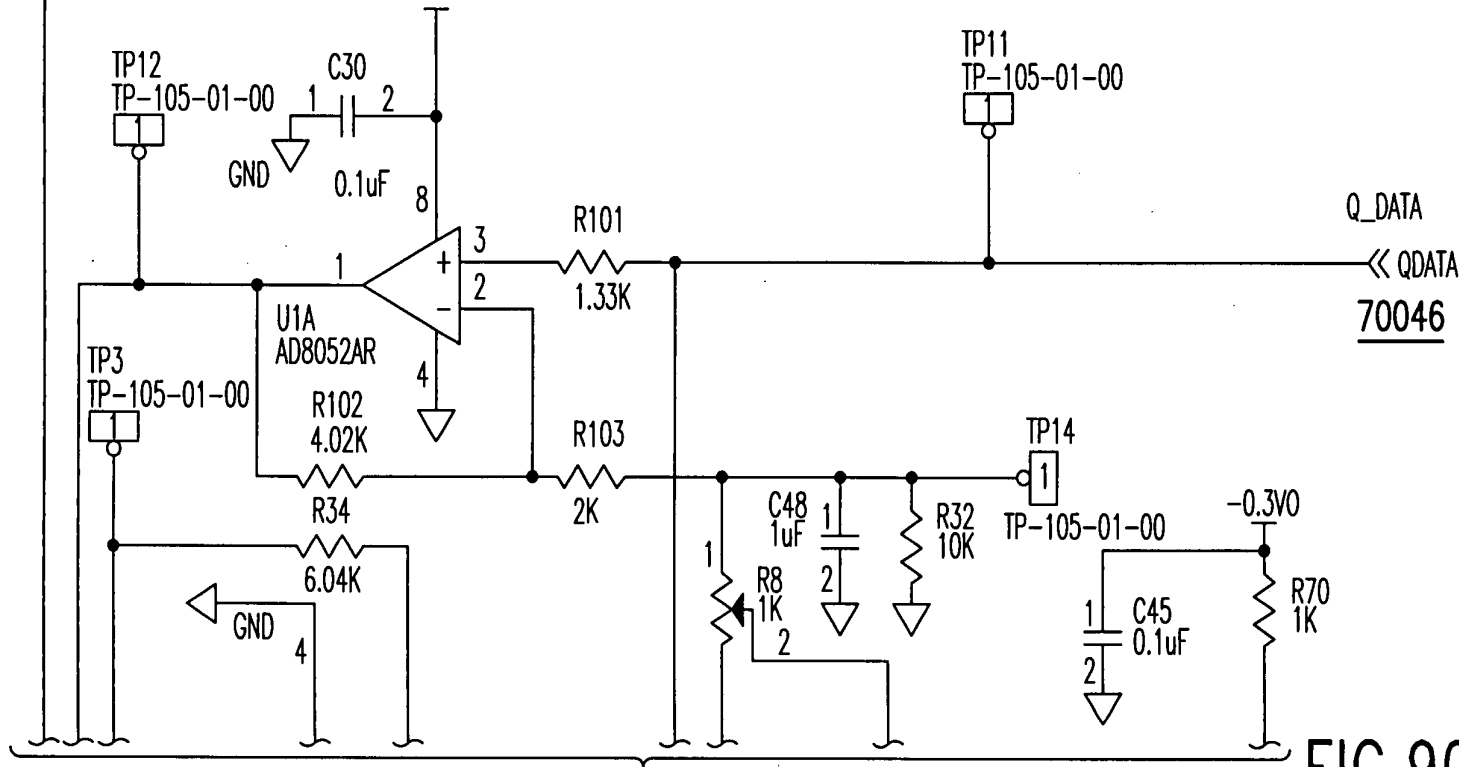 TP12
TP-105-01-00
1
C30
1
2
GND
0.1uF
8
TP11
TP-105-01-00
1
Q_DATA
QDATA
70046
R101
1.33K
3
+
2
-
1
U1A
AD8052AR
4
TP3
TP-105-01-00
1
R102
4.02K
R103
2K
R34
6.04K
GND
4
TP14
1
TP-105-01-00
C48
1uF
1
2
R32
10K
1
R8
1K
2
-0.3VO
1
C45
0.1uF
2
R70
1K